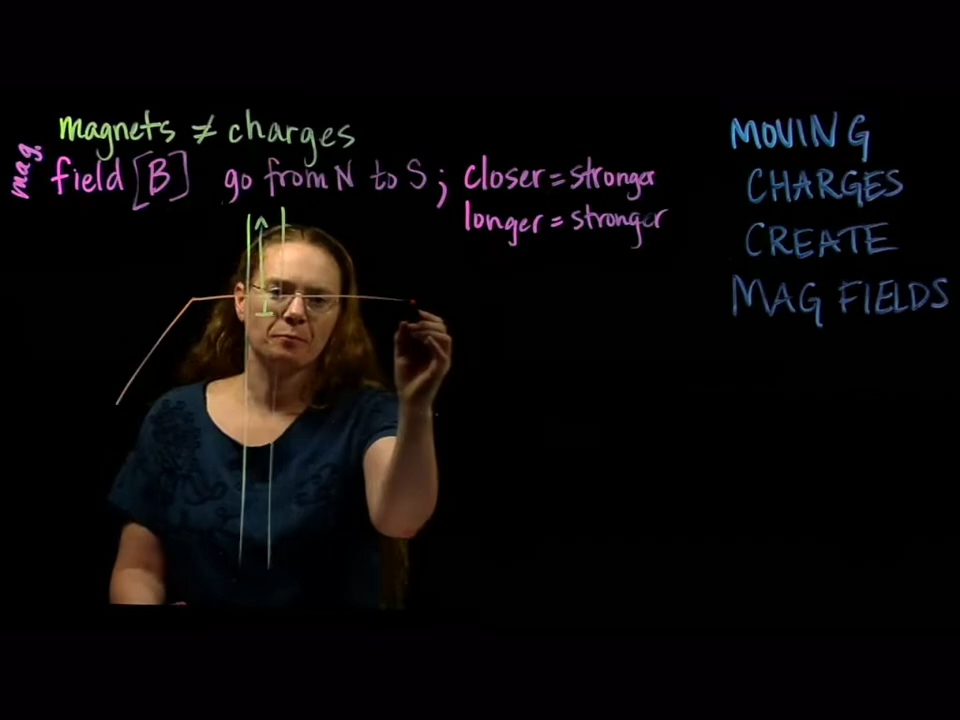 magnets ≠ charges
mag. field [B] go from N to S; closer = stronger
longer = stronger
I
MOVING
CHARGES
CREATE
MAG FIELDS